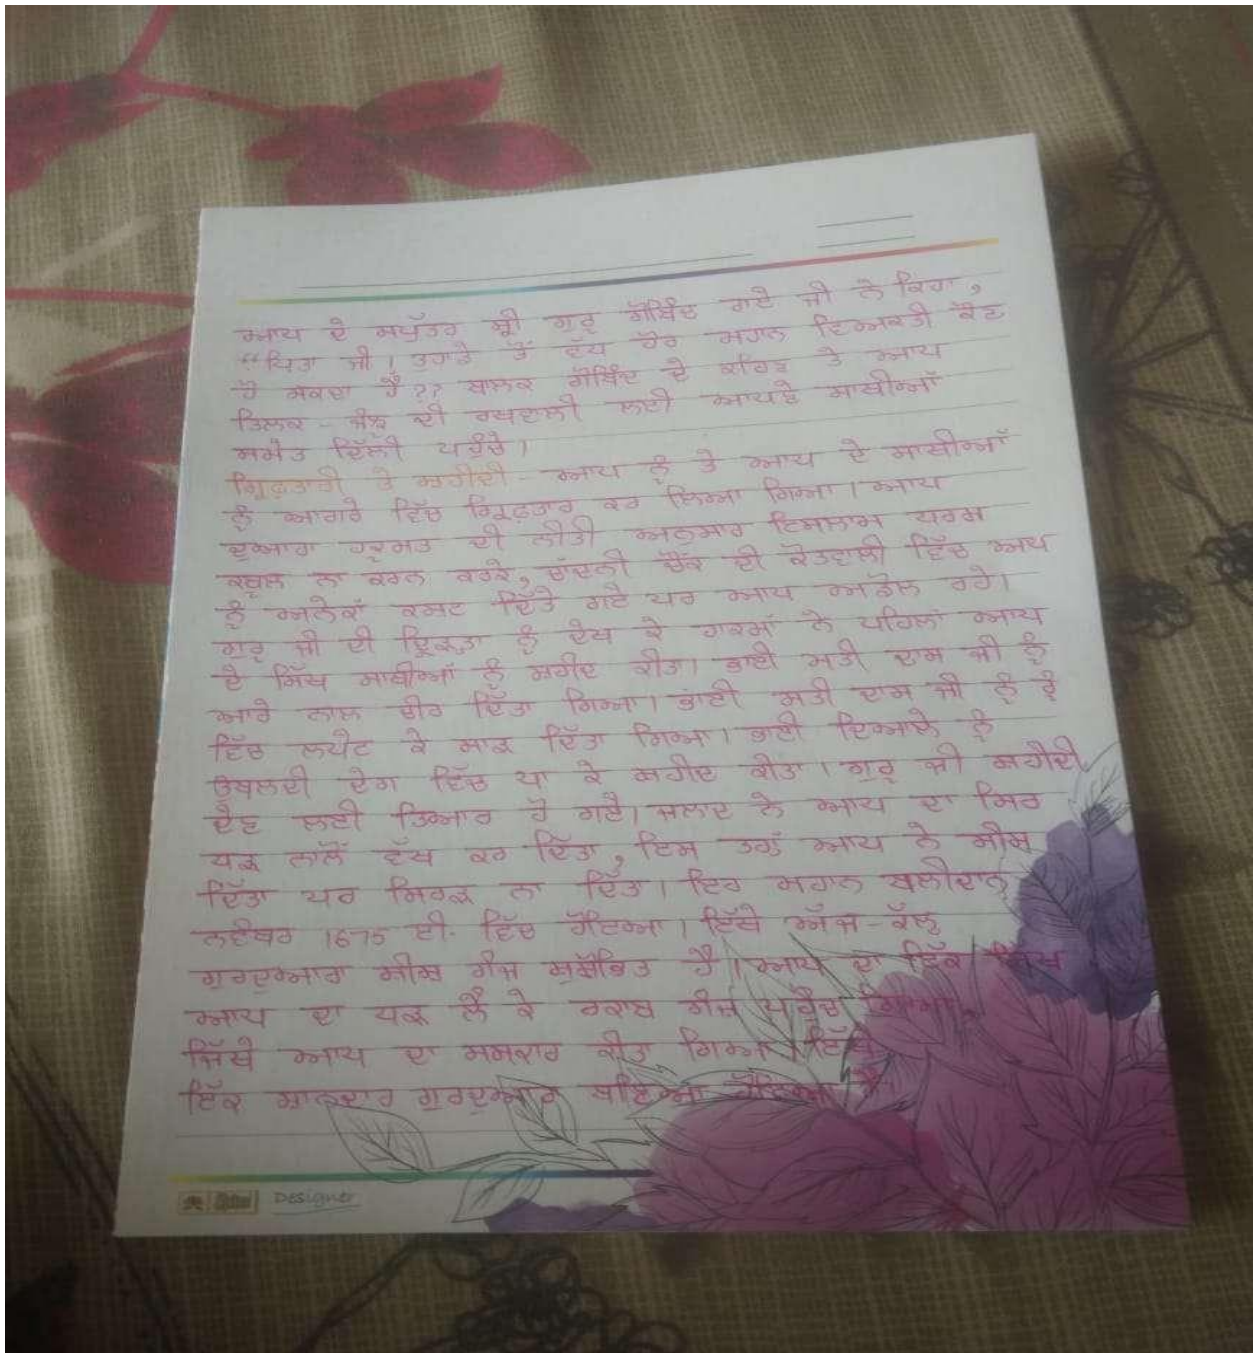 ਆਪ ਦੇ ਸਪੁੱਤਰ ਸ਼੍ਰੀ ਗੁਰੂ ਗੋਬਿੰਦ ਰਾਏ ਜੀ ਨੇ ਕਿਹਾ,
“ਪਿਤਾ ਜੀ। ਤੁਹਾਡੇ ਤੋਂ ਵੱਧ ਹੋਰ ਮਹਾਨ ਵਿਅਕਤੀ ਕੌਣ
ਹੋ ਸਕਦਾ ਹੈ?? ਬਾਲਕ ਗੋਬਿੰਦ ਦੇ ਕਹਿਣ ਤੇ ਆਪ
ਤਿਲਕ - ਜੰਝੂ ਦੀ ਰਖਵਾਲੀ ਲਈ ਆਪਣੇ ਸਾਥੀਆਂ
ਸਮੇਤ ਦਿੱਲੀ ਪਹੁੰਚੇ।
ਗ੍ਰਿਫ਼ਤਾਰੀ ਤੇ ਸ਼ਹੀਦੀ - ਆਪ ਨੂੰ ਤੇ ਆਪ ਦੇ ਸਾਥੀਆਂ
ਨੂੰ ਆਗਰੇ ਵਿੱਚ ਗ੍ਰਿਫ਼ਤਾਰ ਕਰ ਲਿਆ ਗਿਆ। ਆਪ
ਦੁਆਰਾ ਹਕੂਮਤ ਦੀ ਨੀਤੀ ਅਨੁਸਾਰ ਇਸਲਾਮ ਧਰਮ
ਕਬੂਲ ਨਾ ਕਰਨ ਕਰਕੇ, ਚਾਂਦਨੀ ਚੌਂਕ ਦੀ ਕੋਤਵਾਲੀ ਵਿੱਚ ਆਪ
ਨੂੰ ਅਨੇਕਾਂ ਕਸ਼ਟ ਦਿੱਤੇ ਗਏ ਪਰ ਆਪ ਅਡੋਲ ਰਹੇ।
ਗੁਰੂ ਜੀ ਦੀ ਦ੍ਰਿੜ੍ਹਤਾ ਨੂੰ ਦੇਖ ਕੇ ਹਾਕਮਾਂ ਨੇ ਪਹਿਲਾਂ ਆਪ
ਦੇ ਸਿੱਖ ਸਾਥੀਆਂ ਨੂੰ ਸ਼ਹੀਦ ਕੀਤਾ। ਭਾਈ ਮਤੀ ਦਾਸ ਜੀ ਨੂੰ
ਆਰੇ ਨਾਲ ਚੀਰ ਦਿੱਤਾ ਗਿਆ। ਭਾਈ ਸਤੀ ਦਾਸ ਜੀ ਨੂੰ ਰੂੰ
ਵਿੱਚ ਲਪੇਟ ਕੇ ਸਾੜ ਦਿੱਤਾ ਗਿਆ। ਭਾਈ ਦਿਆਲੇ ਨੂੰ
ਉਬਲਦੀ ਦੇਗ ਵਿੱਚ ਪਾ ਕੇ ਸ਼ਹੀਦ ਕੀਤਾ। ਗੁਰੂ ਜੀ ਸ਼ਹੀਦੀ
ਦੇਣ ਲਈ ਤਿਆਰ ਹੋ ਗਏ। ਜਲਾਦ ਨੇ ਆਪ ਦਾ ਸਿਰ
ਧੜ ਨਾਲੋਂ ਵੱਖ ਕਰ ਦਿੱਤਾ, ਇਸ ਤਰ੍ਹਾਂ ਆਪ ਨੇ ਸੀਸ
ਦਿੱਤਾ ਪਰ ਸਿਰੜ ਨਾ ਦਿੱਤਾ। ਇਹ ਮਹਾਨ ਬਲੀਦਾਨ
ਨਵੰਬਰ 1675 ਈ. ਵਿੱਚ ਹੋਇਆ। ਇੱਥੇ ਅੱਜ - ਕੱਲ੍ਹ
ਗੁਰਦੁਆਰਾ ਸੀਸ ਗੰਜ ਸੁਸ਼ੋਭਿਤ ਹੈ। ਆਪ ਦਾ ਇੱਕ ਸਿੱਖ
ਆਪ ਦਾ ਧੜ ਲੈ ਕੇ ਰਕਾਬ ਗੰਜ ਪਹੁੰਚ ਗਿਆ,
ਜਿੱਥੇ ਆਪ ਦਾ ਸਸਕਾਰ ਕੀਤਾ ਗਿਆ। ਇੱਥੇ
ਇੱਕ ਸ਼ਾਨਦਾਰ ਗੁਰਦੁਆਰਾ ਬਣਿਆ ਹੋਇਆ ਹੈ
Designer